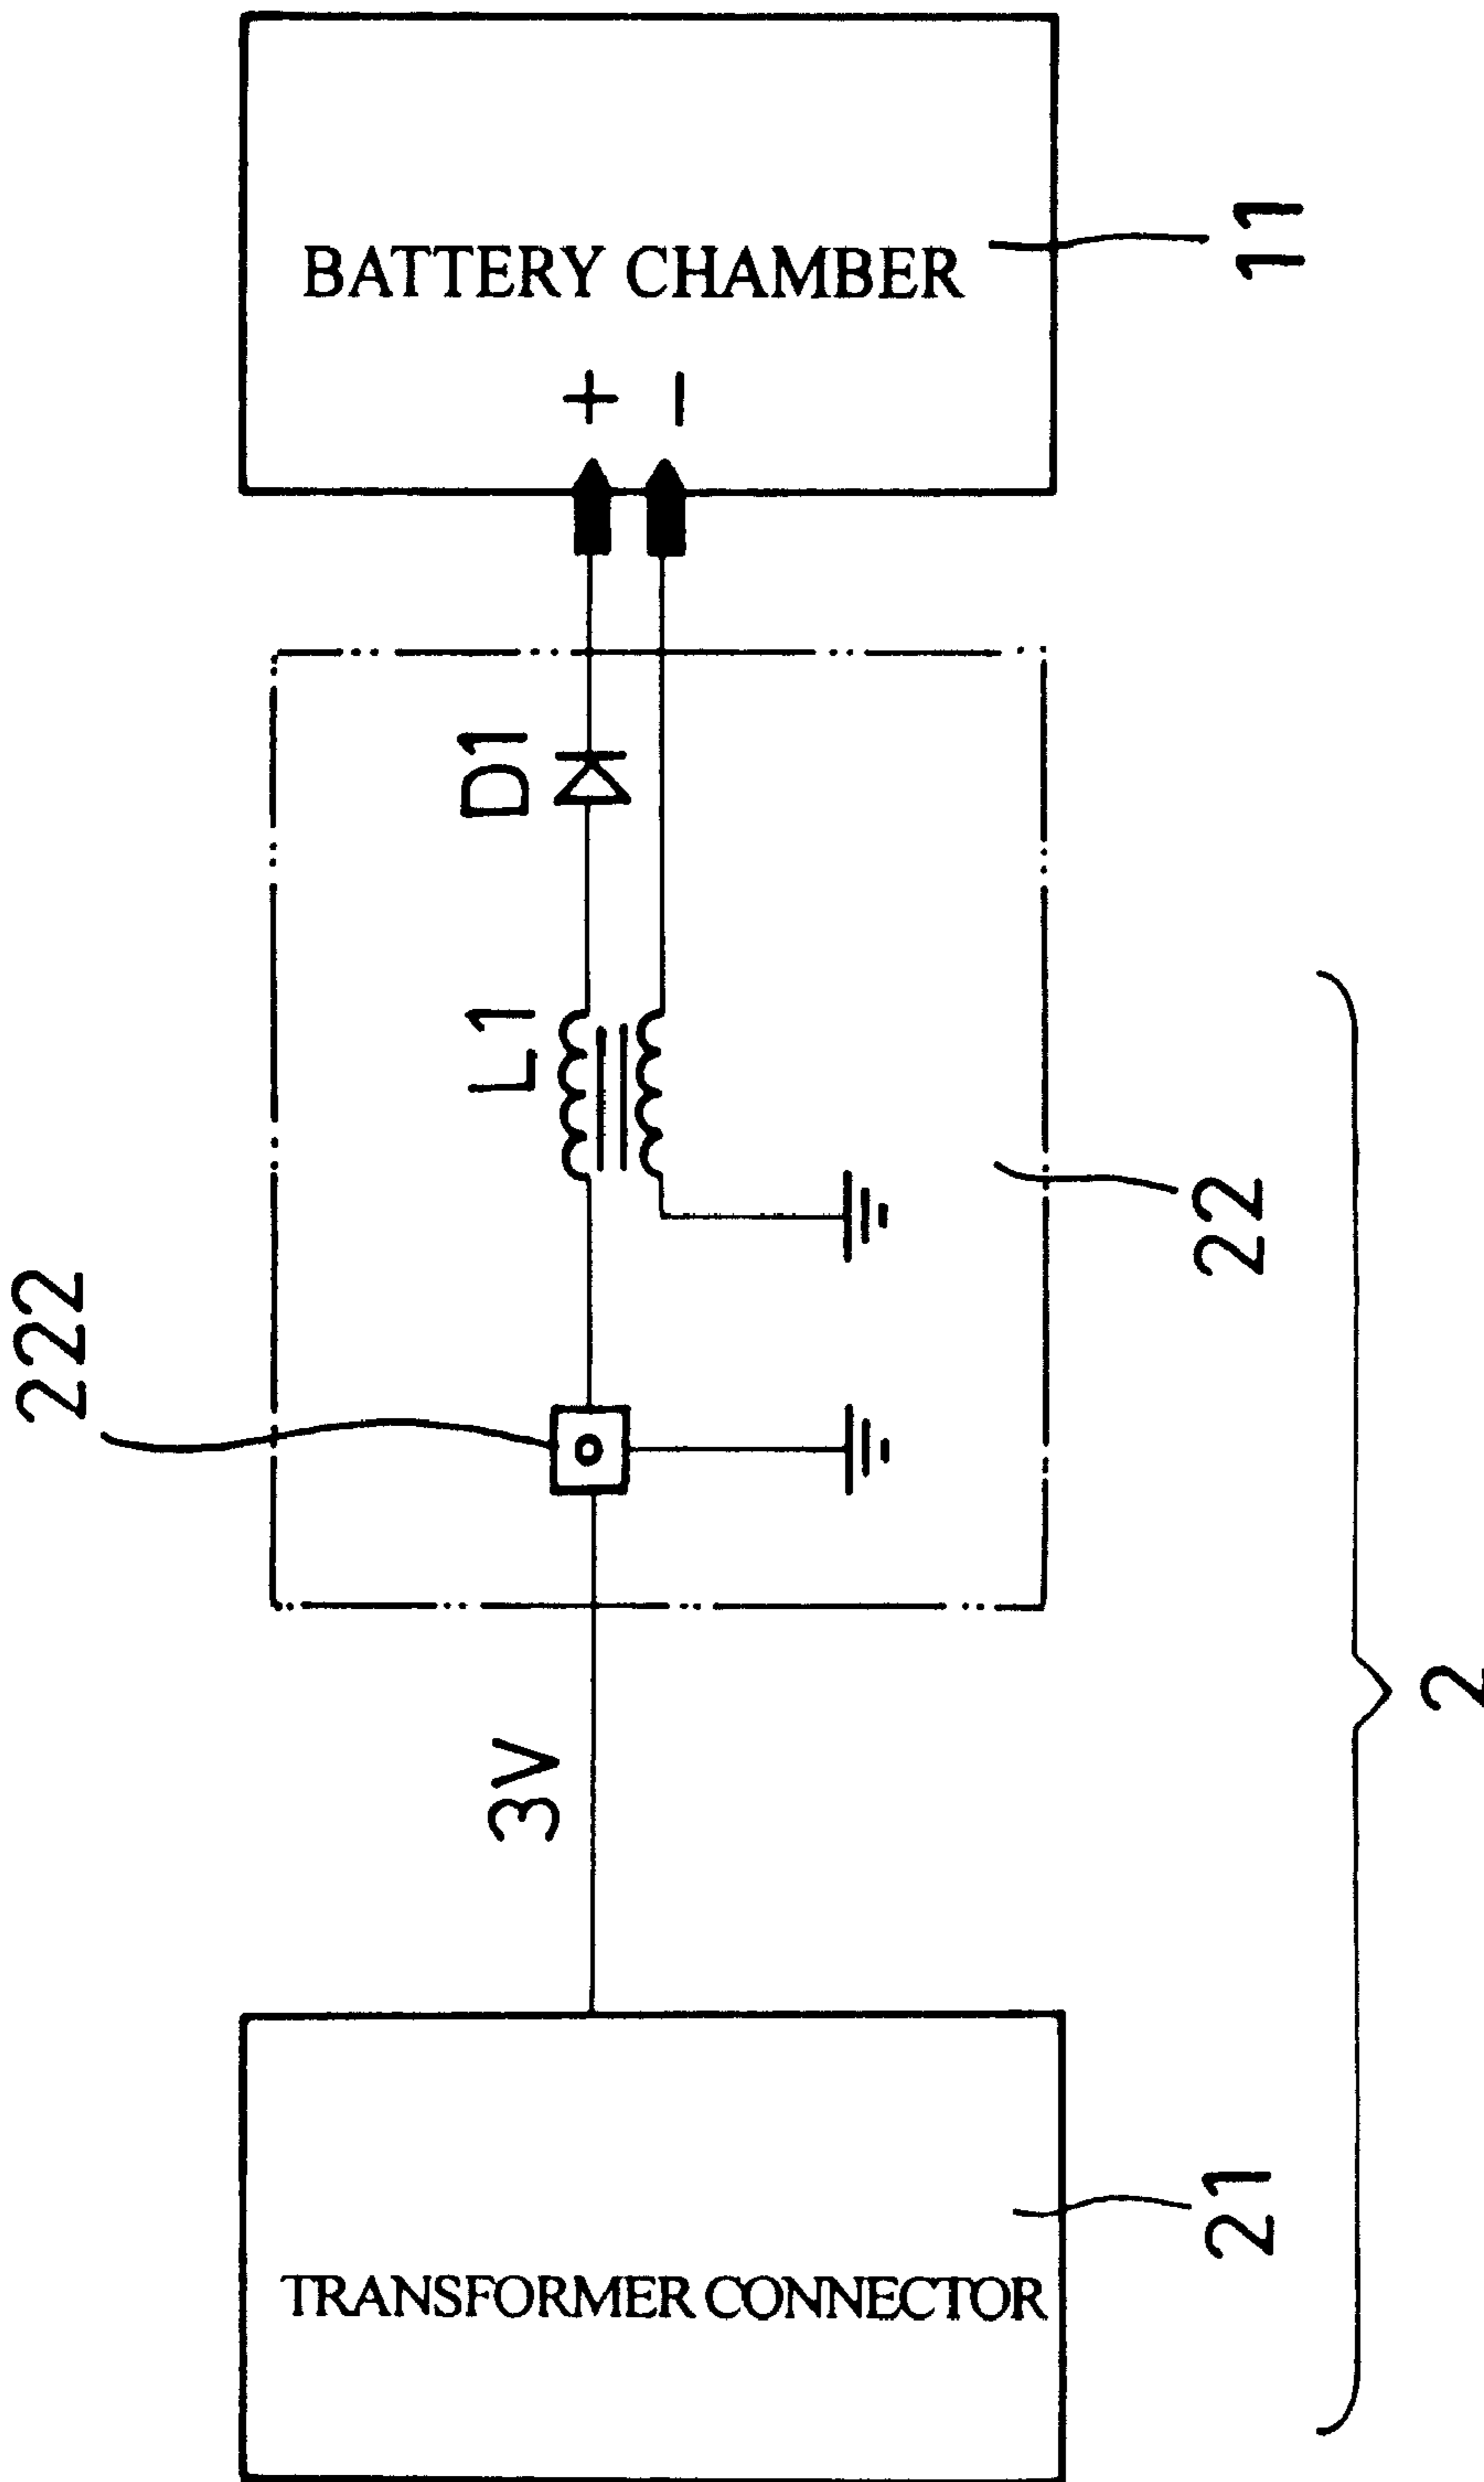 BATTERY CHAMBER
11
+
−
D1
L1
222
22
3V
2
TRANSFORMER CONNECTOR
21